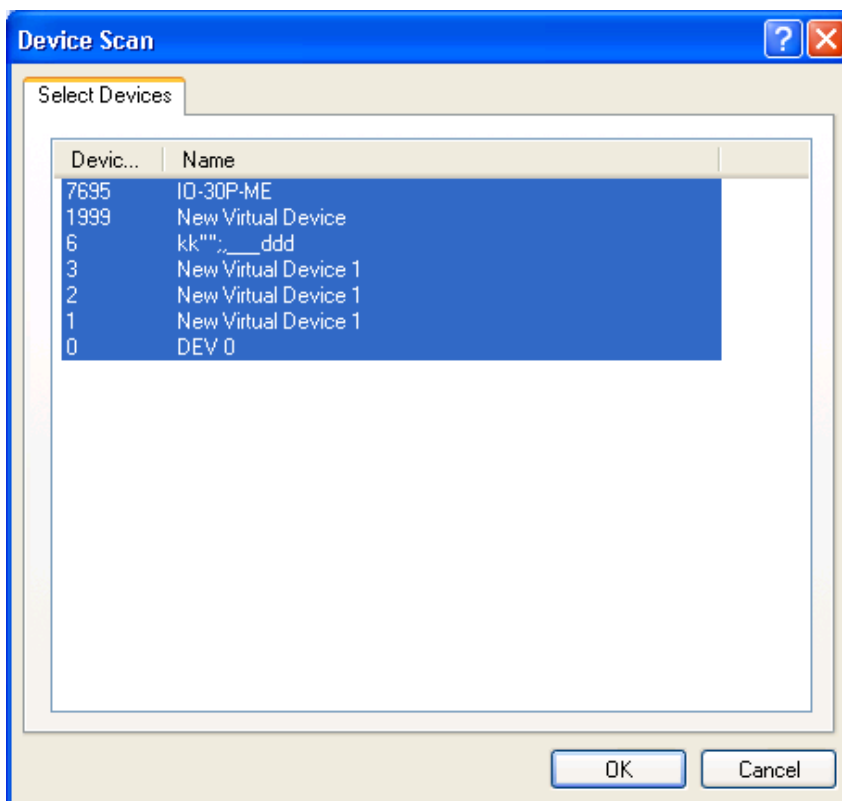 Device Scan
Select Devices
Devic... Name
7695 IO-30P-ME
1999 New Virtual Device
6 kk"";,,___ddd
3 New Virtual Device 1
2 New Virtual Device 1
1 New Virtual Device 1
0 DEV 0
OK Cancel